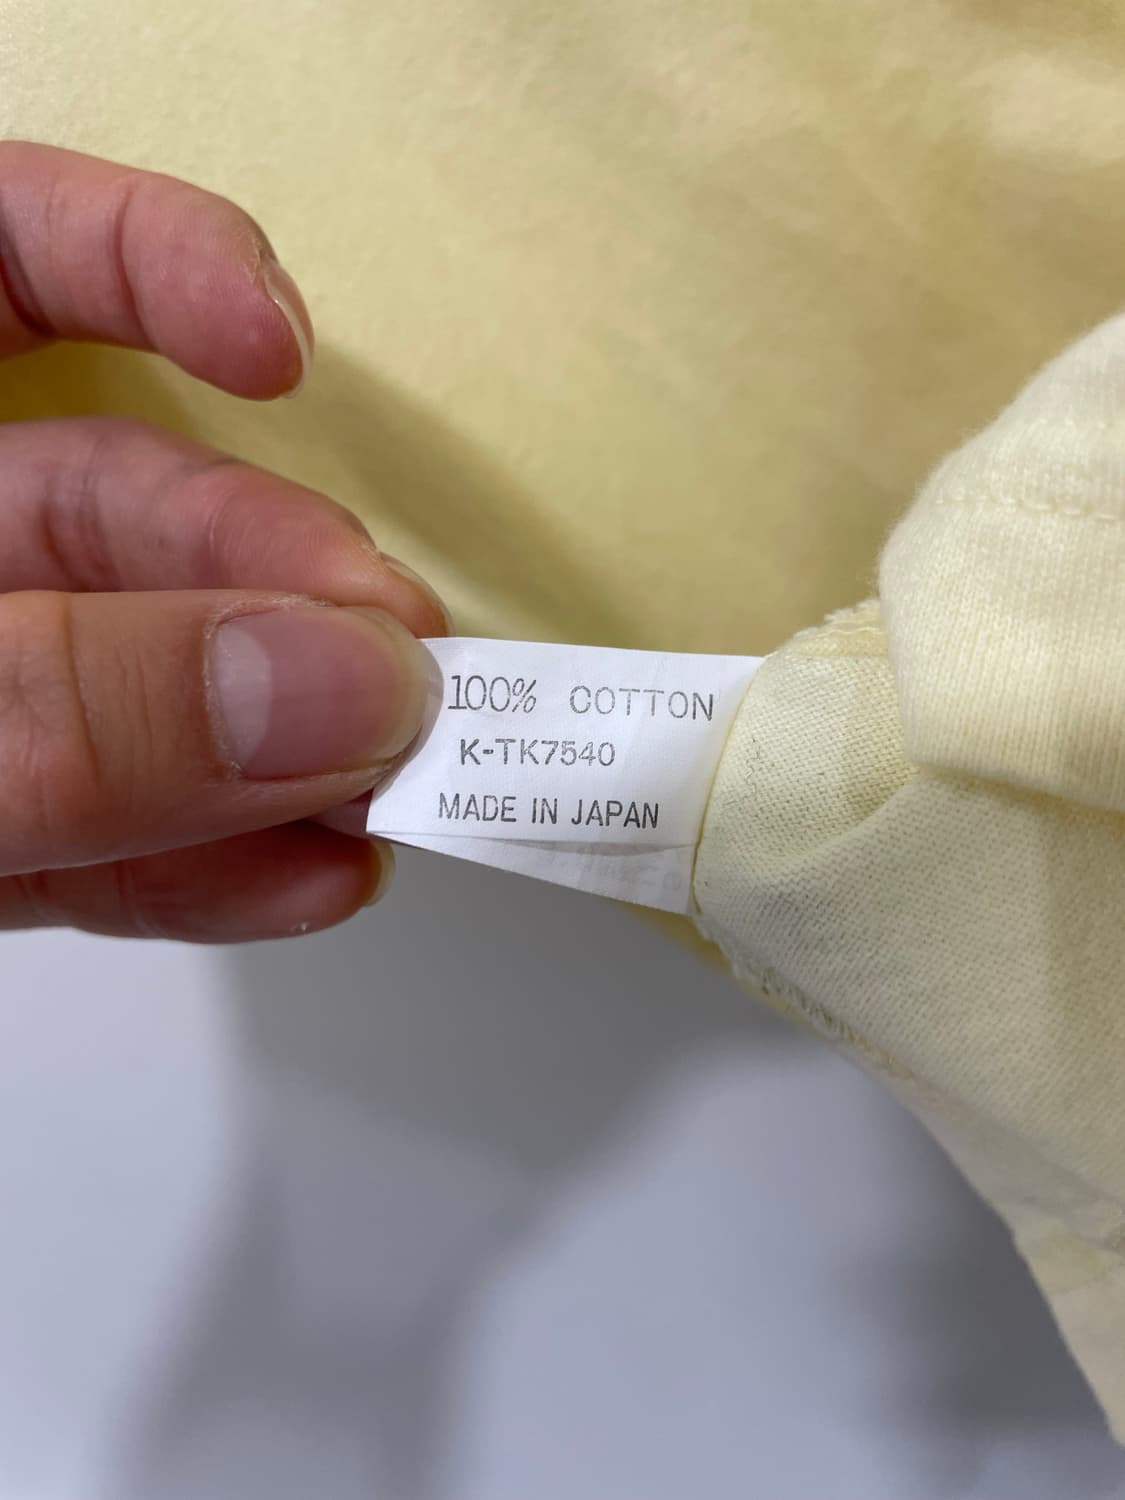 100% COTTON
K-TK7540
MADE IN JAPAN